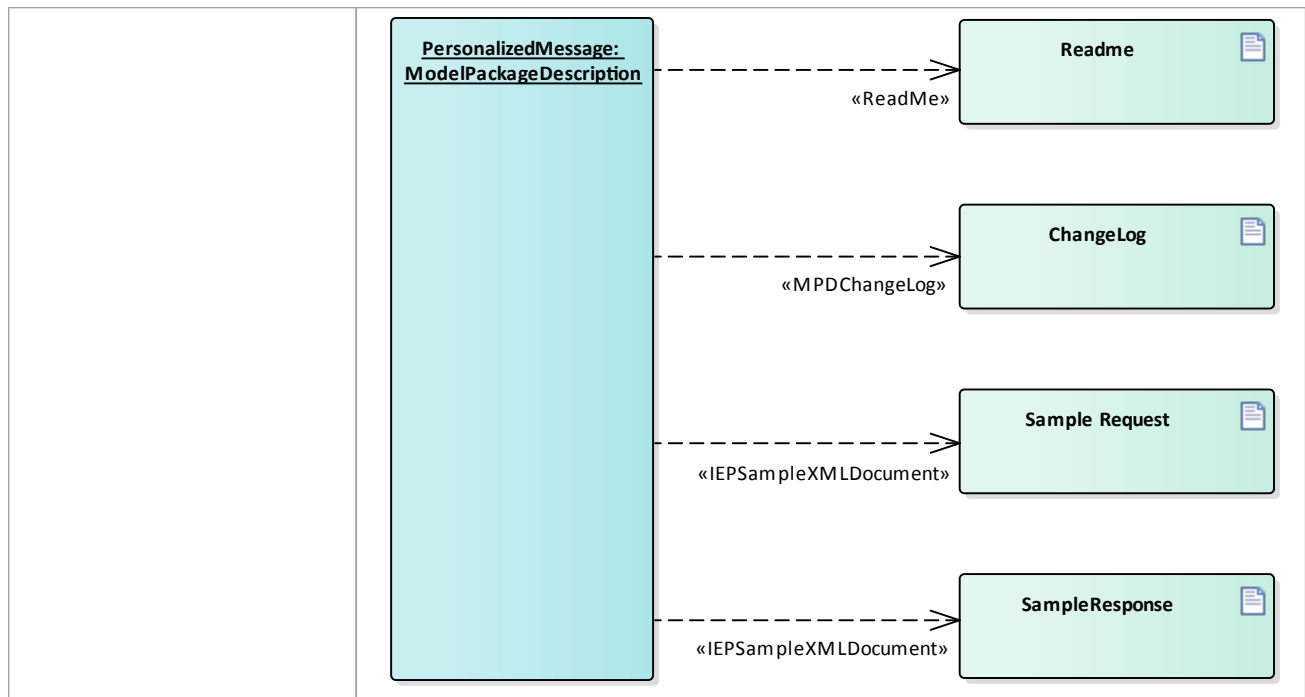 PersonalizedMessage:
ModelPackageDescription
Readme
«ReadMe»
ChangeLog
«MPDChangeLog»
Sample Request
«IEPSampleXMLDocument»
SampleResponse
«IEPSampleXMLDocument»